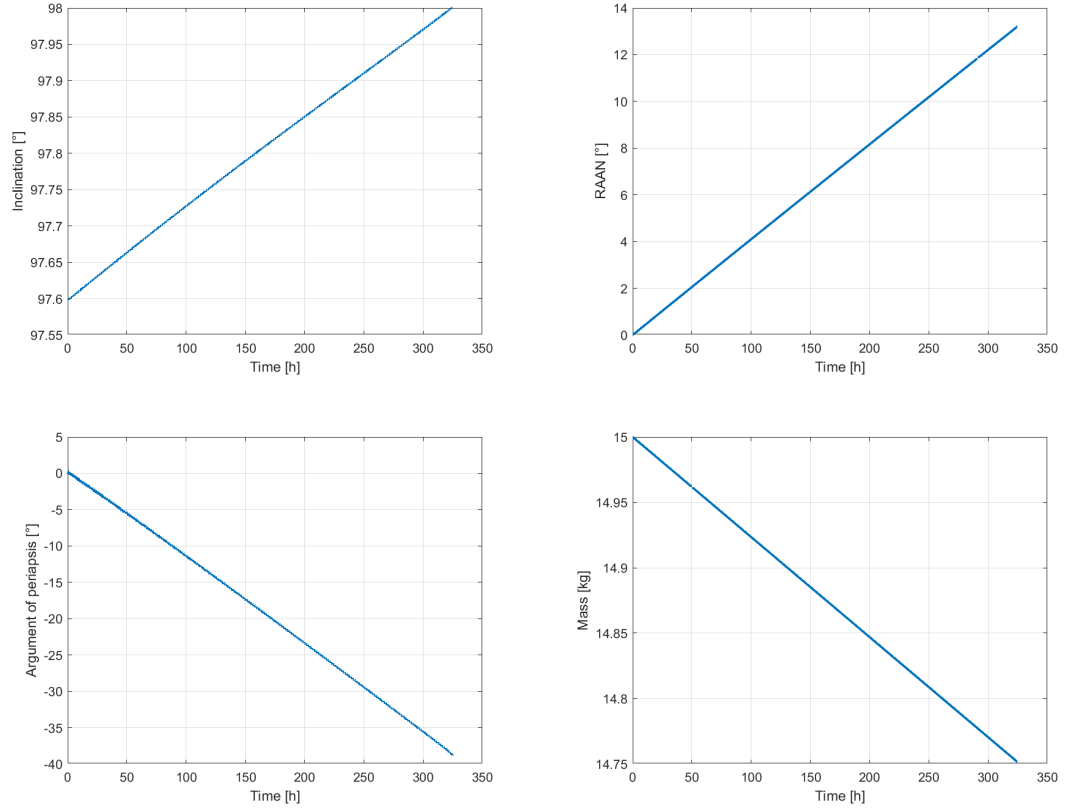 98
97.95
97.9
97.85
97.8
97.75
97.7
97.65
97.6
97.55
Inclination [°]
0 50 100 150 200 250 300 350
Time [h]
14
12
10
8
6
4
2
0
RAAN [°]
0 50 100 150 200 250 300 350
Time [h]
5
0
-5
-10
-15
-20
-25
-30
-35
-40
Argument of periapsis [°]
0 50 100 150 200 250 300 350
Time [h]
15
14.95
14.9
14.85
14.8
14.75
Mass [kg]
0 50 100 150 200 250 300 350
Time [h]